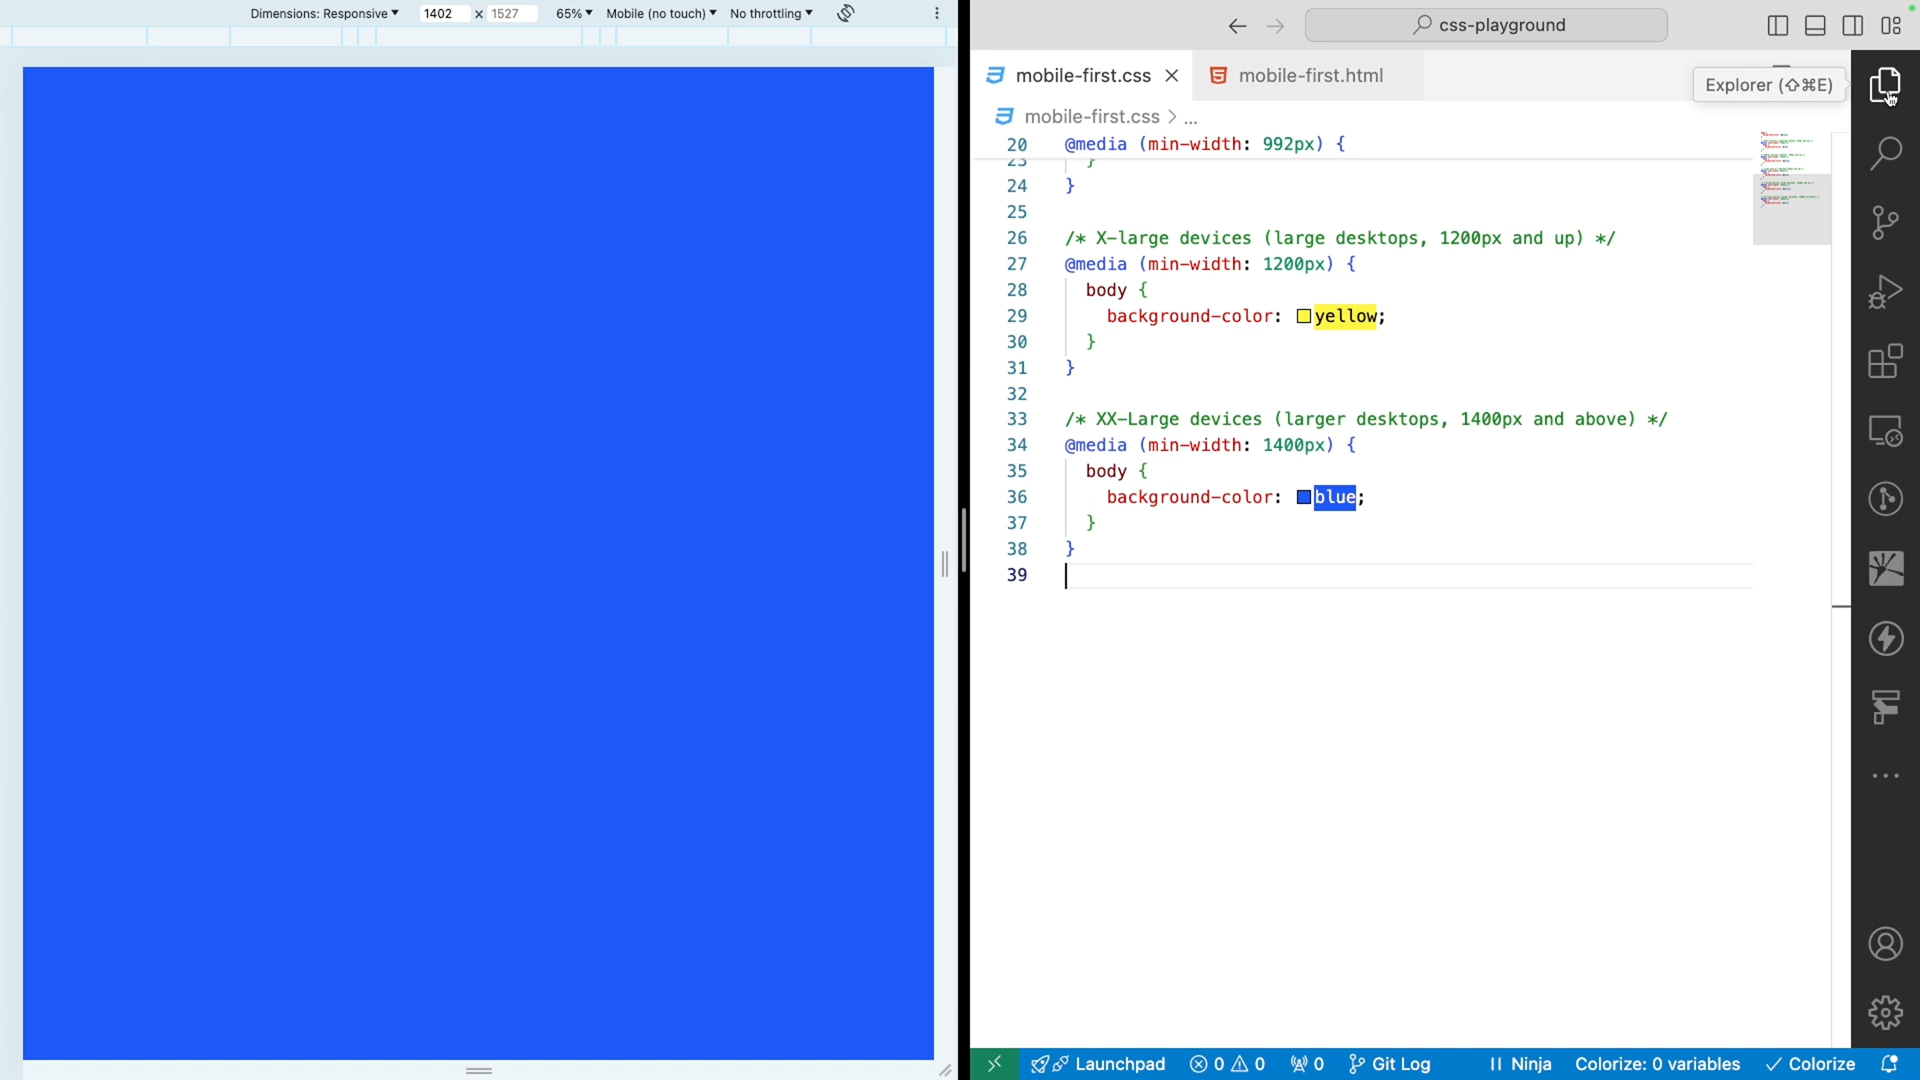 Dimensions: Responsive 1402 x 1527 65% Mobile (no touch) No throttling
css-playground
mobile-first.css mobile-first.html
Explorer (⇧⌘E)
mobile-first.css > ...
20 @media (min-width: 992px) {
23 }
24 }
25
26 /* X-large devices (large desktops, 1200px and up) */
27 @media (min-width: 1200px) {
28 body {
29 background-color: yellow;
30 }
31 }
32
33 /* XX-Large devices (larger desktops, 1400px and above) */
34 @media (min-width: 1400px) {
35 body {
36 background-color: blue;
37 }
38 }
39
Launchpad 0 0 0 Git Log Ninja Colorize: 0 variables Colorize